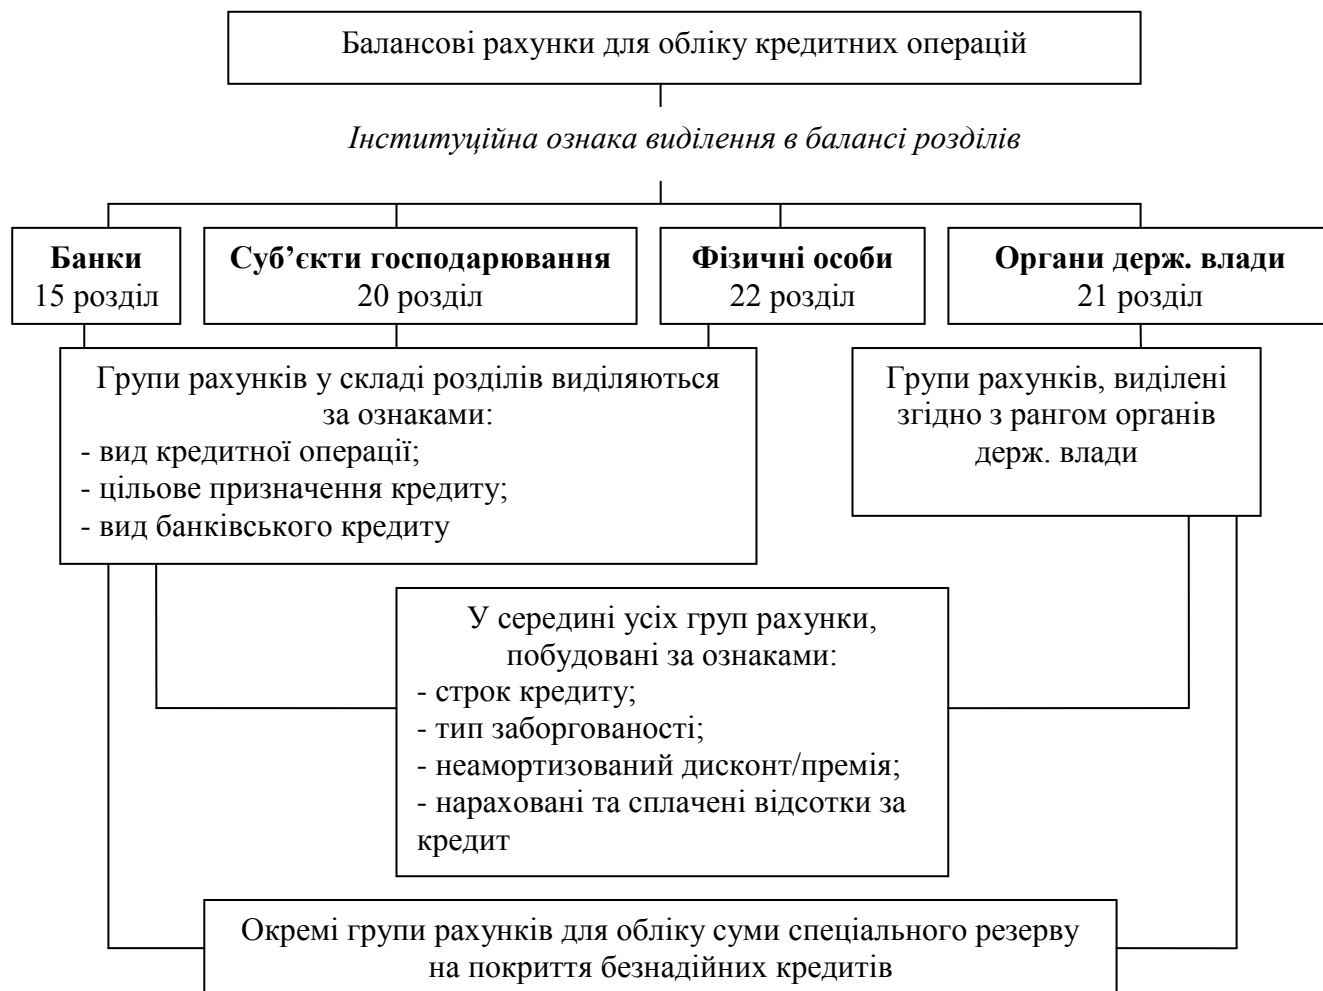 Балансові рахунки для обліку кредитних операцій
Інституційна ознака виділення в балансі розділів
Банки
15 розділ
Суб’єкти господарювання
20 розділ
Фізичні особи
22 розділ
Органи держ. влади
21 розділ
Групи рахунків у складі розділів виділяються
за ознаками:
- вид кредитної операції;
- цільове призначення кредиту;
- вид банківського кредиту
Групи рахунків, виділені
згідно з рангом органів
держ. влади
У середині усіх груп рахунки,
побудовані за ознаками:
- строк кредиту;
- тип заборгованості;
- неамортизований дисконт/премія;
- нараховані та сплачені відсотки за
кредит
Окремі групи рахунків для обліку суми спеціального резерву
на покриття безнадійних кредитів